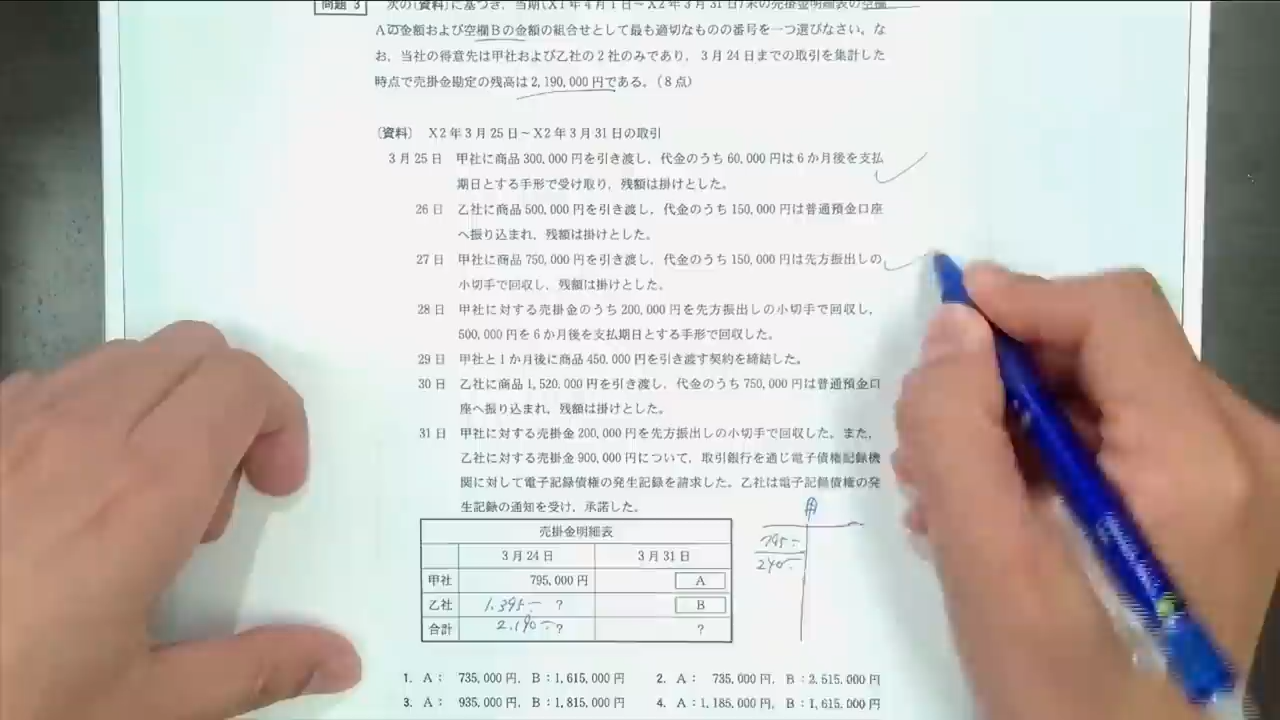 問題 3 次の(資料)に基づき，当期(X1年4月1日～X2年3月31日)末の売掛金明細表の空欄
Aの金額および空欄Bの金額の組合せとして最も適切なものの番号を一つ選びなさい。な
お，当社の得意先は甲社および乙社の2社のみであり，3月24日までの取引を集計した
時点で売掛金勘定の残高は2,190,000円である。(8点)
(資料) X2年3月25日～X2年3月31日の取引
3月25日 甲社に商品300,000円を引き渡し，代金のうち60,000円は6か月後を支払
期日とする手形で受け取り，残額は掛けとした。
26日 乙社に商品500,000円を引き渡し，代金のうち150,000円は普通預金口座
へ振り込まれ，残額は掛けとした。
27日 甲社に商品750,000円を引き渡し，代金のうち150,000円は先方振出しの
小切手で回収し，残額は掛けとした。
28日 甲社に対する売掛金のうち200,000円を先方振出しの小切手で回収し，
500,000円を6か月後を支払期日とする手形で回収した。
29日 甲社と1か月後に商品450,000円を引き渡す契約を締結した。
30日 乙社に商品1,520,000円を引き渡し，代金のうち750,000円は普通預金口
座へ振り込まれ，残額は掛けとした。
31日 甲社に対する売掛金200,000円を先方振出しの小切手で回収した。また，
乙社に対する売掛金900,000円について，取引銀行を通じ電子債権記録機
関に対して電子記録債権の発生記録を請求した。乙社は電子記録債権の発
生記録の通知を受け，承諾した。
甲
売掛金明細表
795-
3月24日 3月31日
240-
甲社 795,000円 A
乙社 1,395- ? B
合計 2,190- ? ?
1. A： 735,000円，B：1,615,000円 2. A： 735,000円，B：2,515,000円
3. A： 935,000円，B：1,815,000円 4. A：1,185,000円，B：1,615,000円